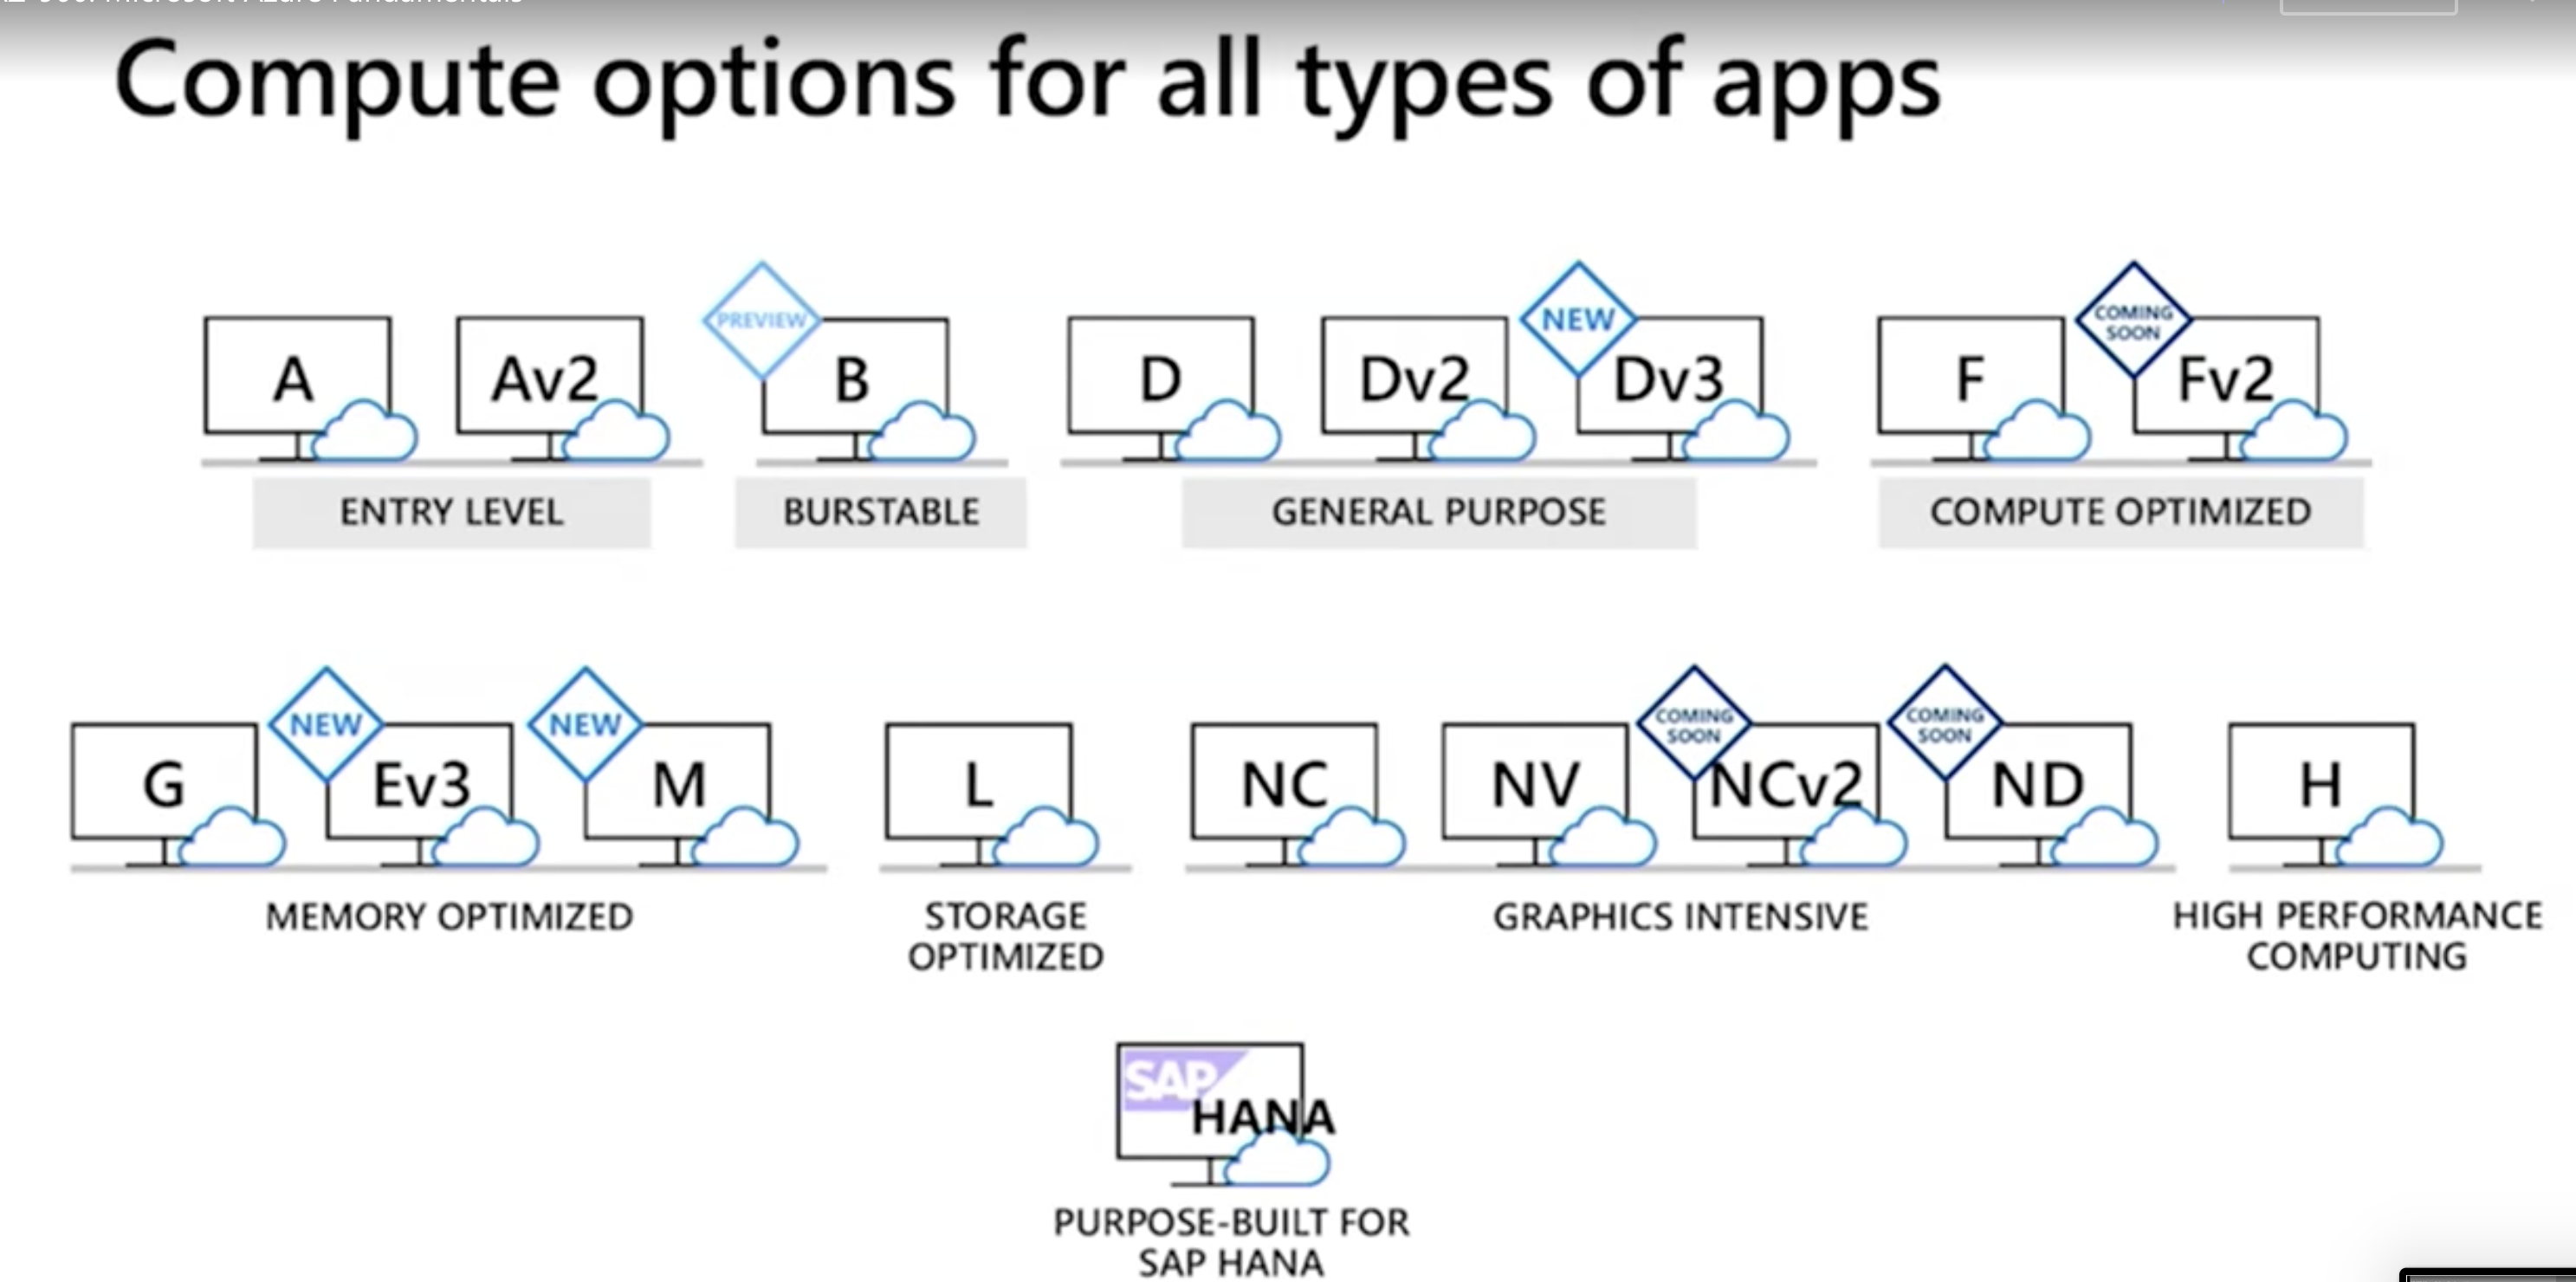 Compute options for all types of apps
A
Av2
PREVIEW
B
D
Dv2
NEW
Dv3
F
COMING
SOON
Fv2
ENTRY LEVEL
BURSTABLE
GENERAL PURPOSE
COMPUTE OPTIMIZED
G
NEW
Ev3
NEW
M
L
NC
NV
COMING
SOON
NCv2
COMING
SOON
ND
H
MEMORY OPTIMIZED
STORAGE
OPTIMIZED
GRAPHICS INTENSIVE
HIGH PERFORMANCE
COMPUTING
SAP
HANA
PURPOSE-BUILT FOR
SAP HANA